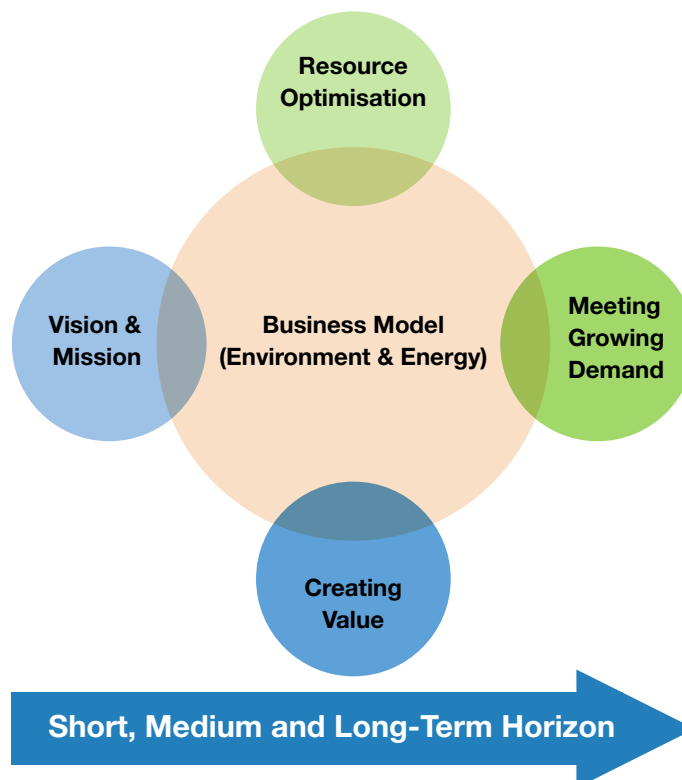 Resource
Optimisation
Vision &
Mission
Business Model
(Environment & Energy)
Meeting
Growing
Demand
Creating
Value
Short, Medium and Long-Term Horizon